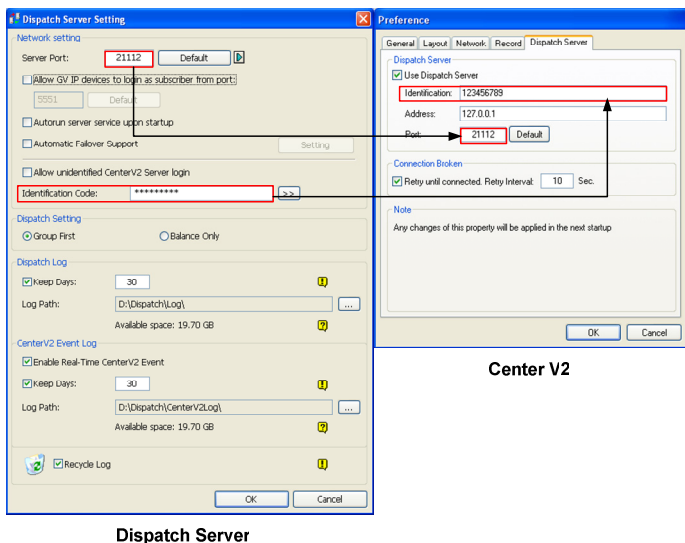 Dispatch Server Setting
Network setting
Server Port: 21112 Default
Allow GV IP devices to login as subscriber from port:
5551 Default
Autorun server service upon startup
Automatic Failover Support Setting
Allow unidentified CenterV2 Server login
Identification Code: ********* >>
Dispatch Setting
Group First Balance Only
Dispatch Log
Keep Days: 30
Log Path: D:\Dispatch\Log\ ...
Available space: 19.70 GB
CenterV2 Event Log
Enable Real-Time CenterV2 Event
Keep Days: 30
Log Path: D:\Dispatch\CenterV2Log\ ...
Available space: 19.70 GB
Recycle Log
OK Cancel
Dispatch Server
Preference
General Layout Network Record Dispatch Server
Dispatch Server
Use Dispatch Server
Identification: 123456789
Address: 127.0.0.1
Port: 21112 Default
Connection Broken
Retry until connected. Retry Interval: 10 Sec.
Note
Any changes of this property will be applied in the next startup
OK Cancel
Center V2